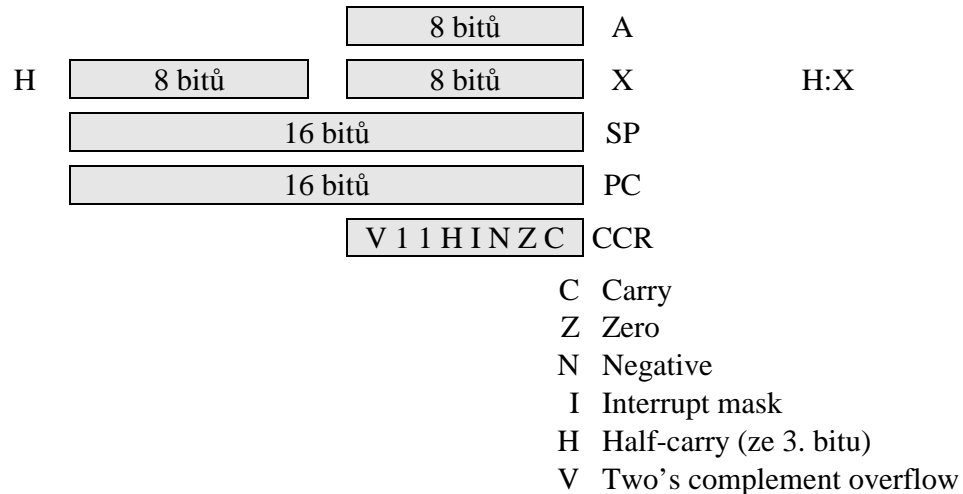 8 bitů A
H 8 bitů 8 bitů X H:X
16 bitů SP
16 bitů PC
V 1 1 H I N Z C CCR
C Carry
Z Zero
N Negative
I Interrupt mask
H Half-carry (ze 3. bitu)
V Two's complement overflow